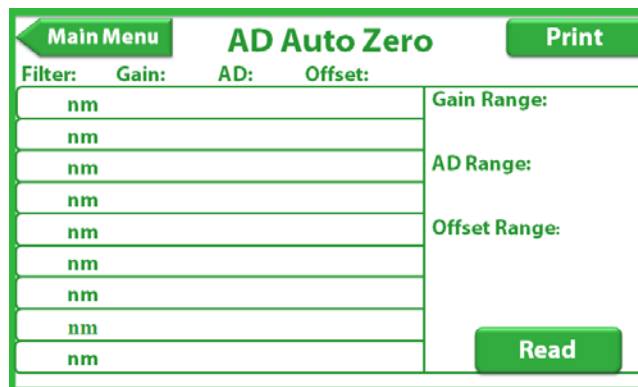 Main Menu
AD Auto Zero
Print
Filter: Gain: AD: Offset:
nm
nm
nm
nm
nm
nm
nm
nm
nm
Gain Range:
AD Range:
Offset Range:
Read